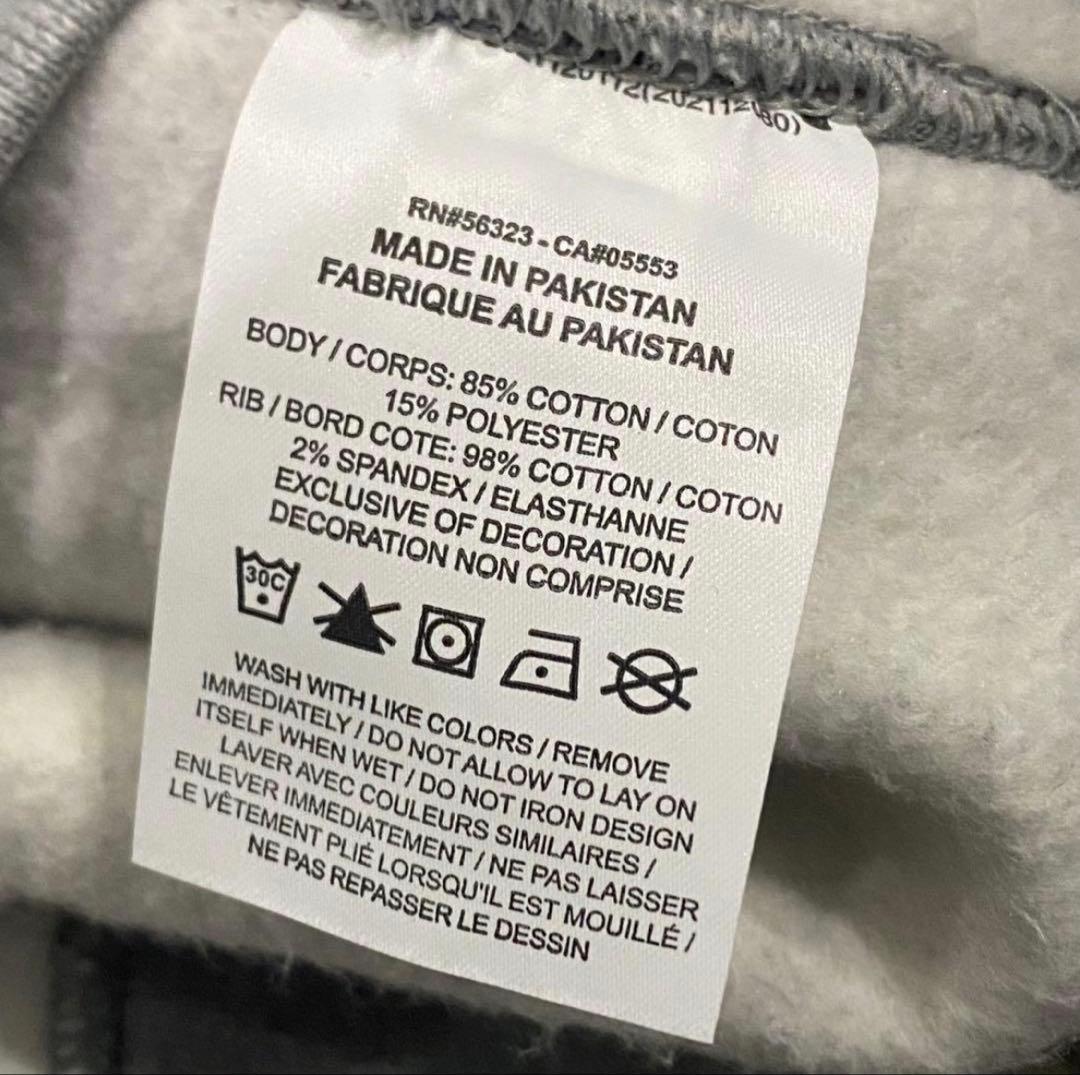 RN#56323 - CA#05553
MADE IN PAKISTAN
FABRIQUE AU PAKISTAN
BODY / CORPS: 85% COTTON / COTON
15% POLYESTER
RIB / BORD COTE: 98% COTTON / COTON
2% SPANDEX / ELASTHANNE
EXCLUSIVE OF DECORATION /
DECORATION NON COMPRISE
30C
WASH WITH LIKE COLORS / REMOVE
IMMEDIATELY / DO NOT ALLOW TO LAY ON
ITSELF WHEN WET / DO NOT IRON DESIGN
LAVER AVEC COULEURS SIMILAIRES /
ENLEVER IMMEDIATEMENT / NE PAS LAISSER
LE VÊTEMENT PLIÉ LORSQU'IL EST MOUILLÉ /
NE PAS REPASSER LE DESSIN